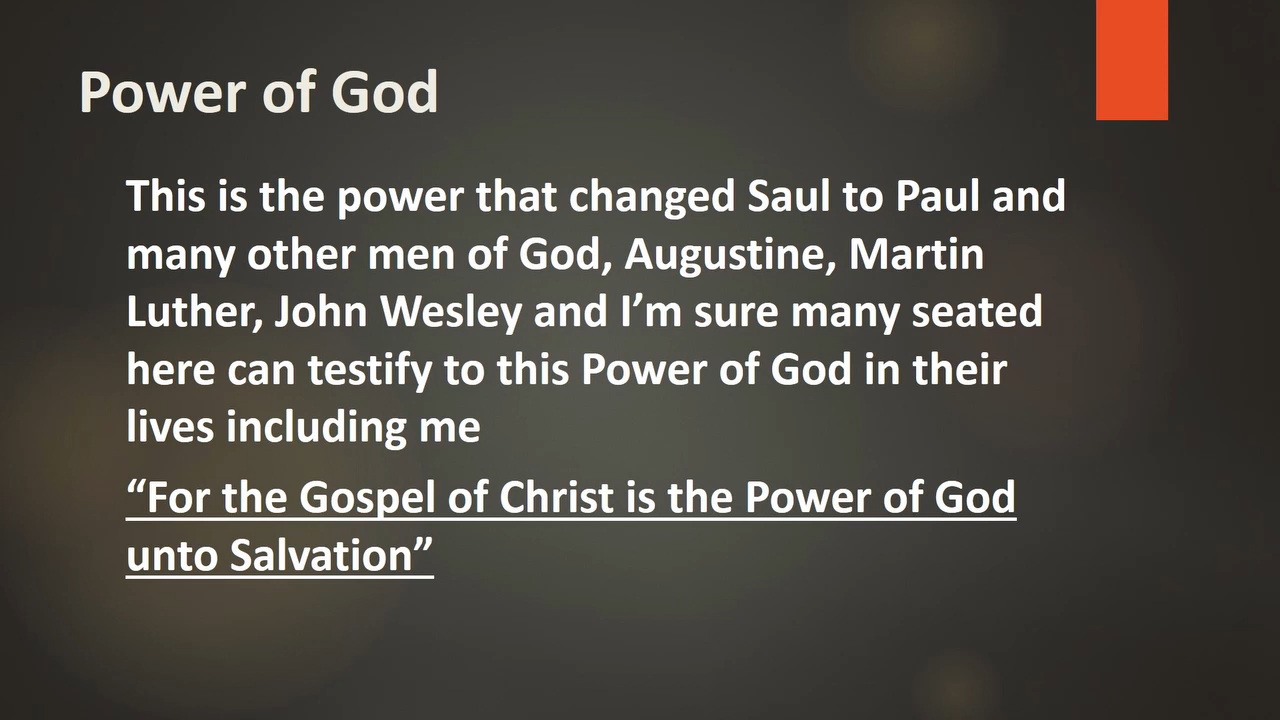 Power of God
This is the power that changed Saul to Paul and
many other men of God, Augustine, Martin
Luther, John Wesley and I’m sure many seated
here can testify to this Power of God in their
lives including me
“For the Gospel of Christ is the Power of God
unto Salvation”